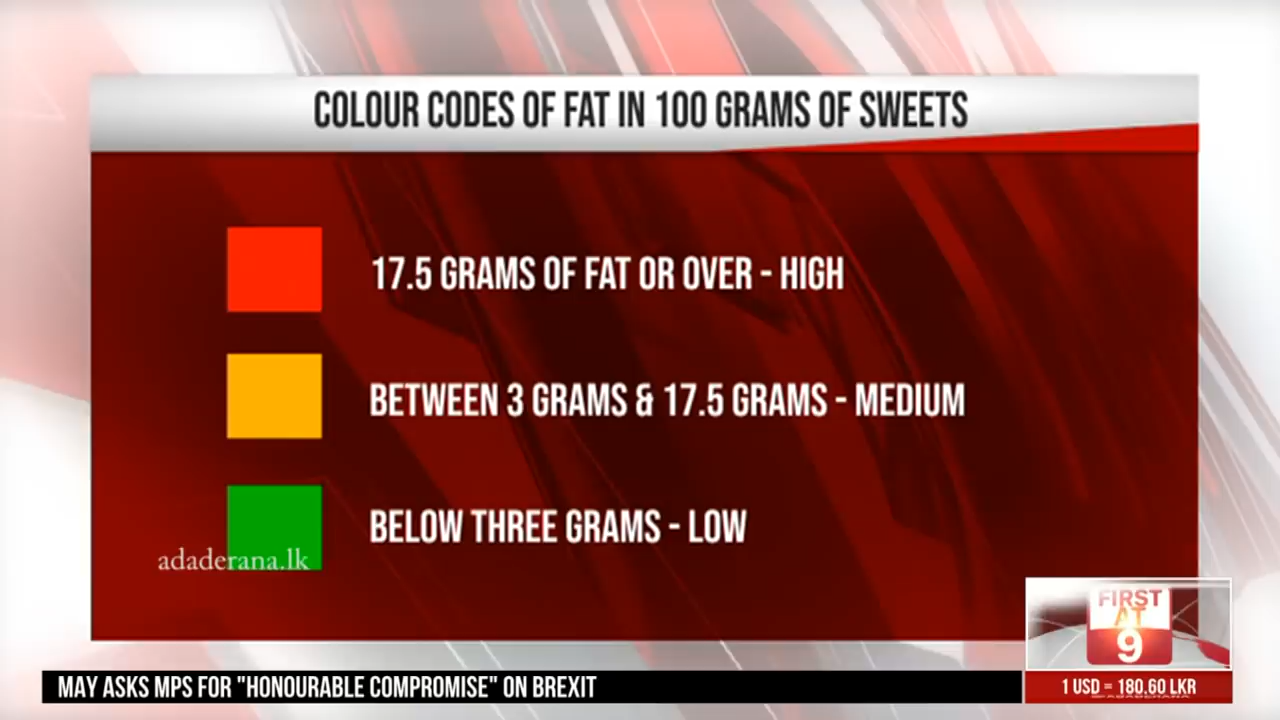 COLOUR CODES OF FAT IN 100 GRAMS OF SWEETS
17.5 GRAMS OF FAT OR OVER - HIGH
BETWEEN 3 GRAMS & 17.5 GRAMS - MEDIUM
BELOW THREE GRAMS - LOW
adaderana.lk
FIRST
AT
9
MAY ASKS MPS FOR "HONOURABLE COMPROMISE" ON BREXIT
1 USD = 180.60 LKR